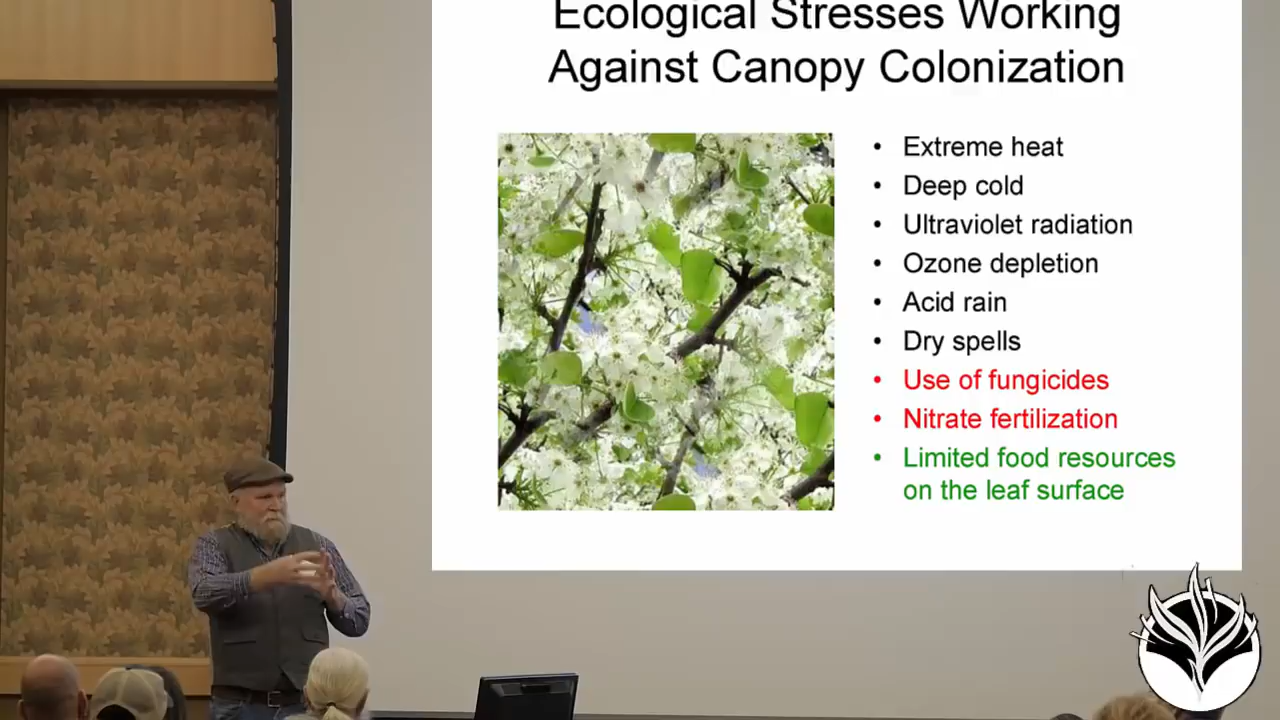 Ecological Stresses Working
Against Canopy Colonization
• Extreme heat
• Deep cold
• Ultraviolet radiation
• Ozone depletion
• Acid rain
• Dry spells
• Use of fungicides
• Nitrate fertilization
• Limited food resources
on the leaf surface